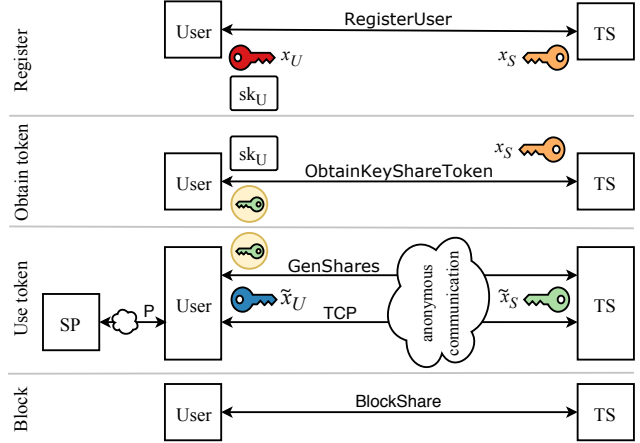 Register
User
RegisterUser
TS
x_U
x_S
sk_U
Obtain token
sk_U
x_S
User
ObtainKeyShareToken
TS
Use token
GenShares
SP
P
User
x̃_U
anonymous
communication
x̃_S
TS
TCP
Block
User
BlockShare
TS